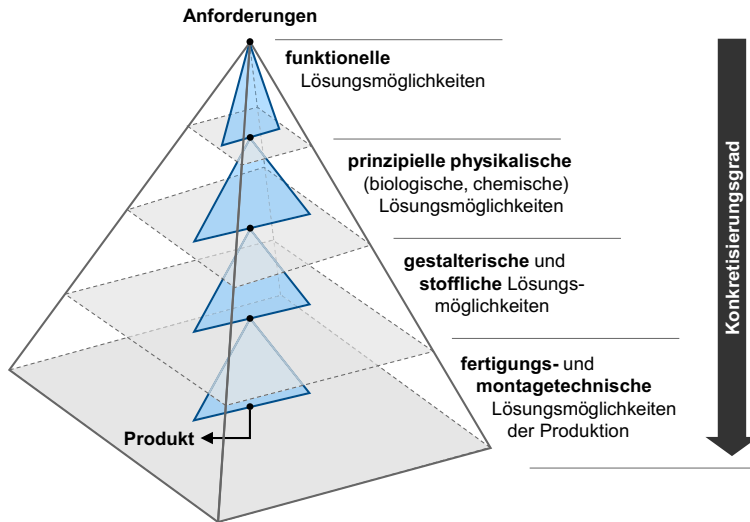 Anforderungen
funktionelle
Lösungsmöglichkeiten
prinzipielle physikalische
(biologische, chemische)
Lösungsmöglichkeiten
gestalterische und
stoffliche Lösungs-
möglichkeiten
fertigungs- und
montagetechnische
Lösungsmöglichkeiten
der Produktion
Produkt
Konkretisierungsgrad